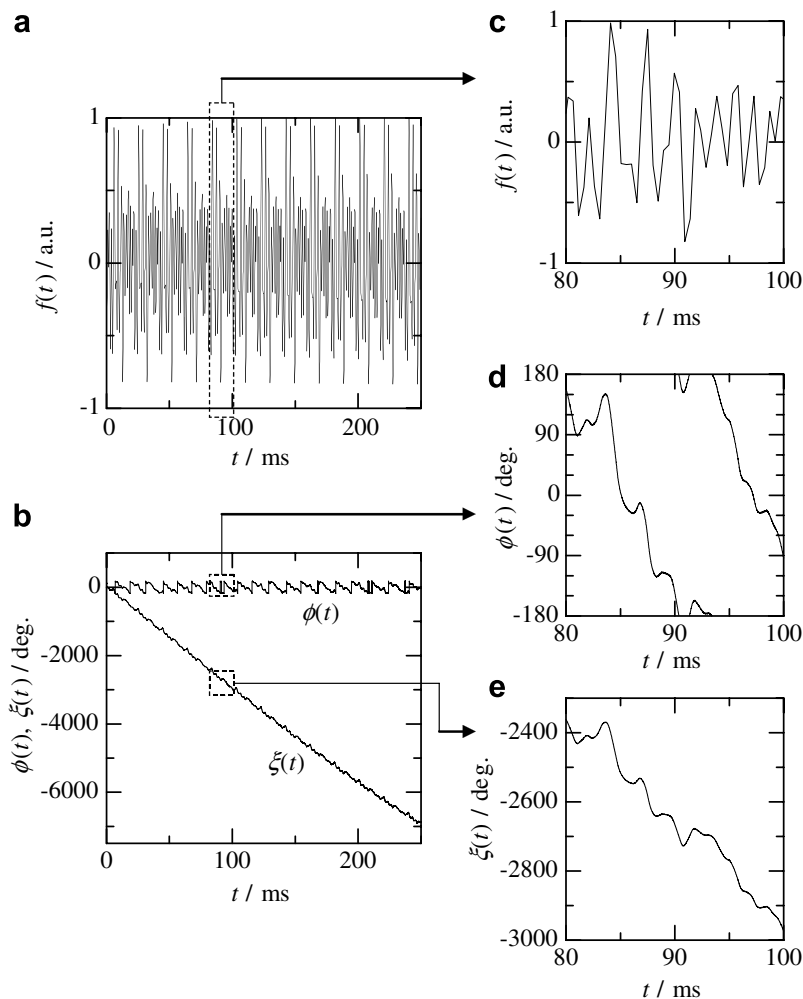 a
1
0
-1
f(t) / a.u.
0
100
200
t / ms
b
0
-2000
-4000
-6000
ϕ(t), ξ(t) / deg.
ϕ(t)
ξ(t)
0
100
200
t / ms
c
1
0
-1
f(t) / a.u.
80
90
100
t / ms
d
180
90
0
-90
-180
ϕ(t) / deg.
80
90
100
e
-2400
-2600
-2800
-3000
ξ(t) / deg.
80
90
100
t / ms